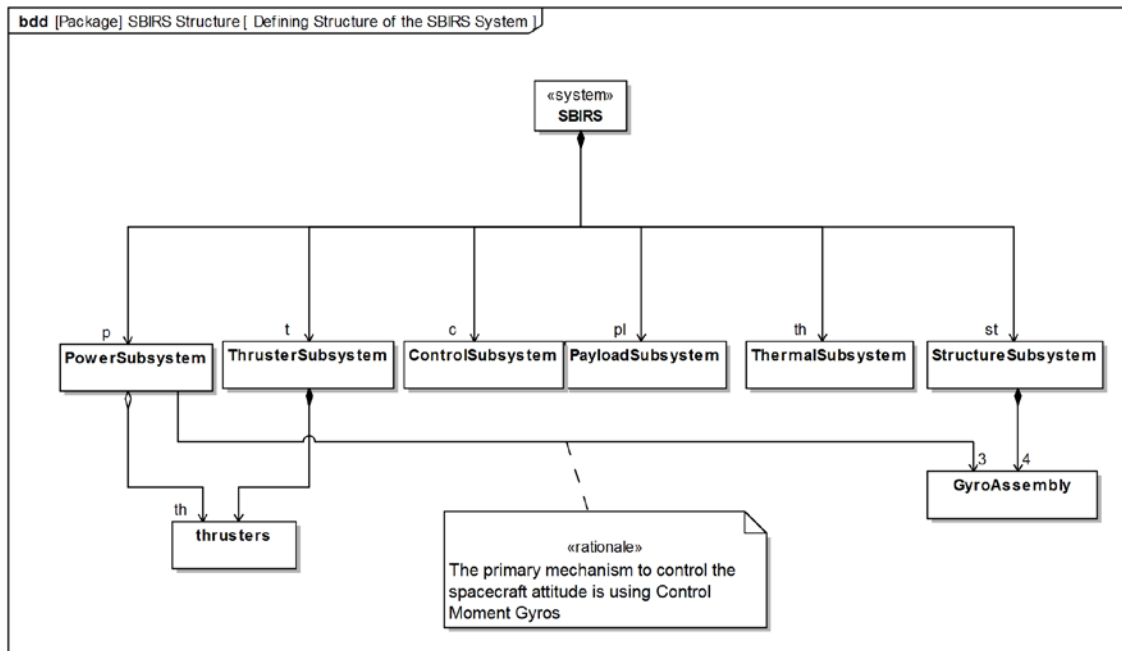 bdd [Package] SBIRS Structure [ Defining Structure of the SBIRS System ]
«system»
SBIRS
p
t
c
pl
th
st
PowerSubsystem
ThrusterSubsystem
ControlSubsystem
PayloadSubsystem
ThermalSubsystem
StructureSubsystem
3
4
GyroAssembly
th
thrusters
«rationale»
The primary mechanism to control the
spacecraft attitude is using Control
Moment Gyros